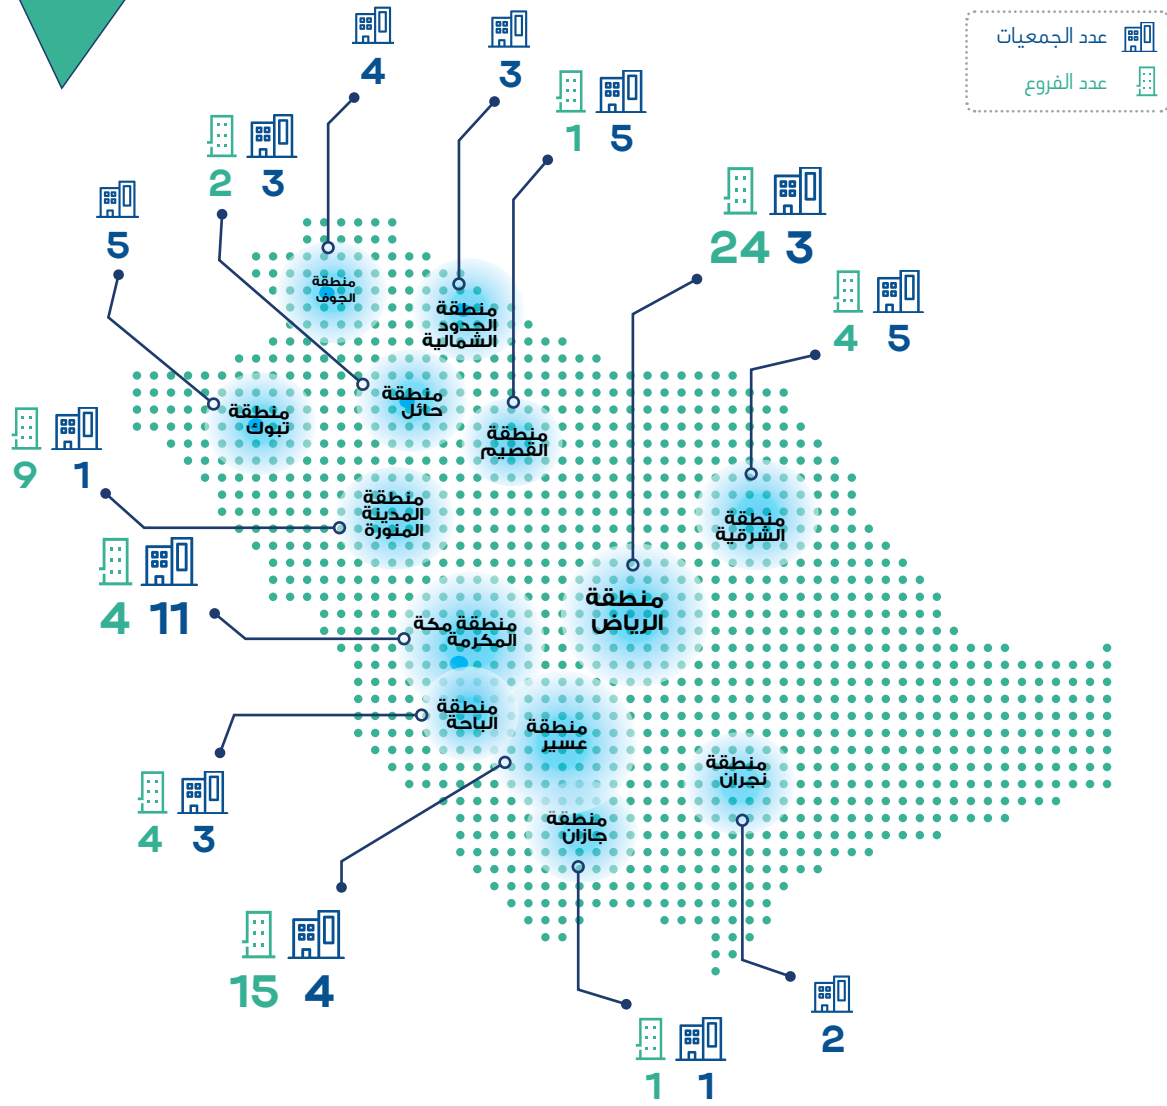 عدد الجمعيات
عدد الفروع
4
3
1 5
2 3
24 3
5
4 5
9 1
4 11
4 3
15 4
2
1 1
منطقة
الجوف
منطقة
الحدود
الشمالية
منطقة
حائل
منطقة
تبوك
منطقة
القصيم
منطقة
المدينة
المنورة
منطقة
الشرقية
منطقة
الرياض
منطقة مكة
المكرمة
منطقة
الباحة
منطقة
عسير
منطقة
نجران
منطقة
جازان